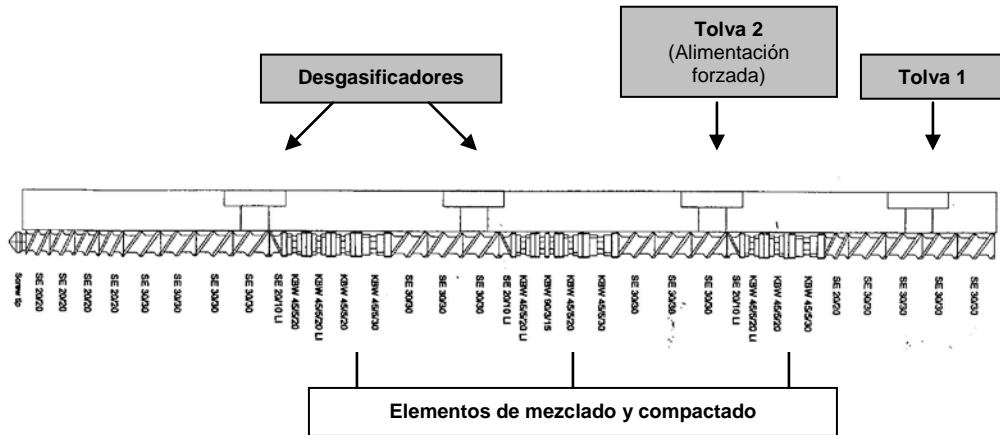 Tolva 2
(Alimentación
forzada)
Desgasificadores
Tolva 1
Screw tip
SE 20/20
SE 20/20
SE 20/20
SE 20/20
SE 30/30
SE 30/30
SE 30/30
SE 30/30
SE 20/10 LI
KBW 45/5/20
KBW 45/5/20 LI
KBW 45/5/20
KBW 45/5/30
SE 30/30
SE 30/30
SE 30/30
SE 20/10 LI
KBW 45/5/20 LI
KBW 90/3/15
KBW 45/5/20
KBW 45/5/30
SE 30/30
SE 30/30
SE 20/10 LI
KBW 45/5/20 LI
KBW 45/5/20
KBW 45/5/30
SE 20/20
SE 30/30
SE 30/30
SE 30/30
SE 30/30
Elementos de mezclado y compactado